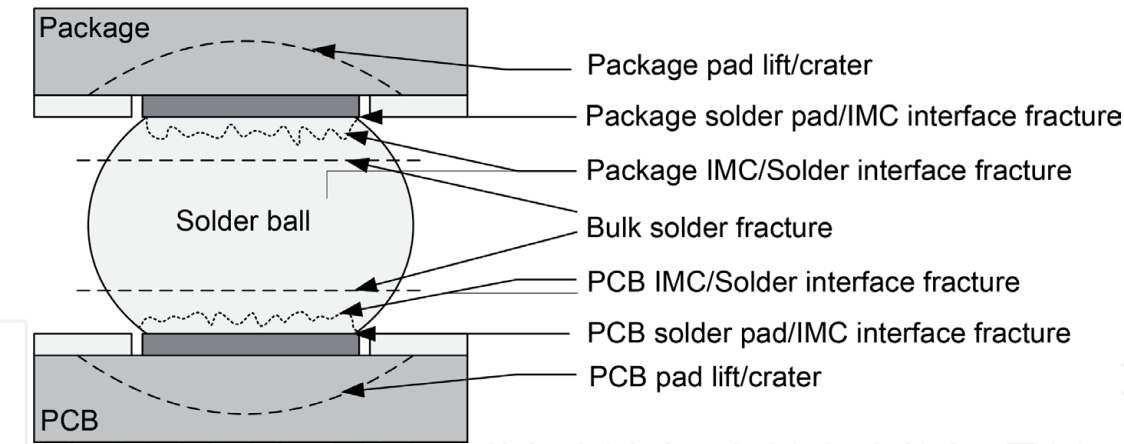 Package
Package pad lift/crater
Package solder pad/IMC interface fracture
Package IMC/Solder interface fracture
Solder ball
Bulk solder fracture
PCB IMC/Solder interface fracture
PCB solder pad/IMC interface fracture
PCB pad lift/crater
PCB